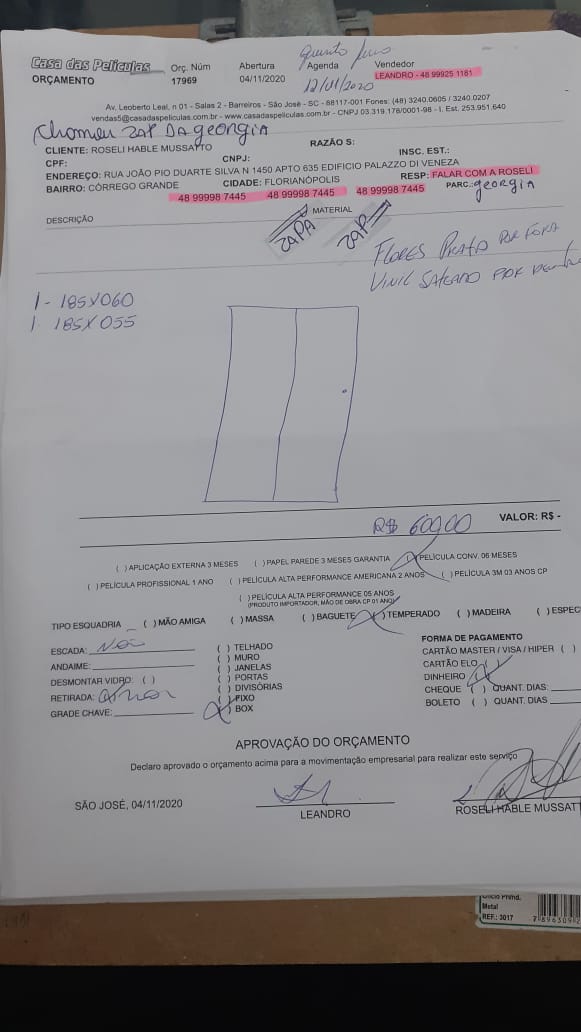 Casa das Películas
ORÇAMENTO
Orç. Núm
17969
Abertura
04/11/2020
Agenda
12/11/2020
Vendedor
LEANDRO - 48 99925 1181
Av. Leoberto Leal, n 01 - Salas 2 - Barreiros - São José - SC - 88117-001 Fones: (48) 3240.0605 / 3240.0207
vendas5@casadaspeliculas.com.br - www.casadaspeliculas.com.br - CNPJ 03.319.176/0001-98 - I. Est. 253.951.640
Chamou ZAP DA georgia
CLIENTE: ROSELI HABLE MUSSATTO RAZÃO S:
CPF: CNPJ: INSC. EST.:
ENDEREÇO: RUA JOÃO PIO DUARTE SILVA N 1450 APTO 635 EDIFICIO PALAZZO DI VENEZA
BAIRRO: CÓRREGO GRANDE CIDADE: FLORIANÓPOLIS RESP: FALAR COM A ROSELI
48 99998 7445 48 99998 7445 48 99998 7445 PARC.: georgia
DESCRIÇÃO MATERIAL
ZAPA ZAP
FLORES PRATA POR FORA
VINIL POR
1 - 185X060
1 185X055
R$ 600,00 VALOR: R$ -
( ) APLICAÇÃO EXTERNA 3 MESES ( ) PAPEL PAREDE 3 MESES GARANTIA (X) PELÍCULA CONV. 06 MESES
( ) PELÍCULA PROFISSIONAL 1 ANO ( ) PELÍCULA ALTA PERFORMANCE AMERICANA 2 ANOS ( ) PELÍCULA 3M 03 ANOS CP
( ) PELÍCULA ALTA PERFORMANCE 05 ANOS
(PRODUTO IMPORTADOR, MÃO DE OBRA CP 01 ANO)
TIPO ESQUADRIA ( ) MÃO AMIGA ( ) MASSA ( ) BAGUETE (X) TEMPERADO ( ) MADEIRA ( ) ESPEC
ESCADA: Nao
ANDAIME:
DESMONTAR VIDRO: ( )
RETIRADA:
GRADE CHAVE:
( ) TELHADO
( ) MURO
( ) JANELAS
( ) PORTAS
( ) DIVISÓRIAS
( ) FIXO
(X) BOX
FORMA DE PAGAMENTO
CARTÃO MASTER / VISA / HIPER ( )
CARTÃO ELO ( )
DINHEIRO (X)
CHEQUE ( ) QUANT. DIAS:
BOLETO ( ) QUANT. DIAS
APROVAÇÃO DO ORÇAMENTO
Declaro aprovado o orçamento acima para a movimentação empresarial para realizar este serviço
SÃO JOSÉ, 04/11/2020
LEANDRO
ROSELI HABLE MUSSATT
Metal
REF.: 3017